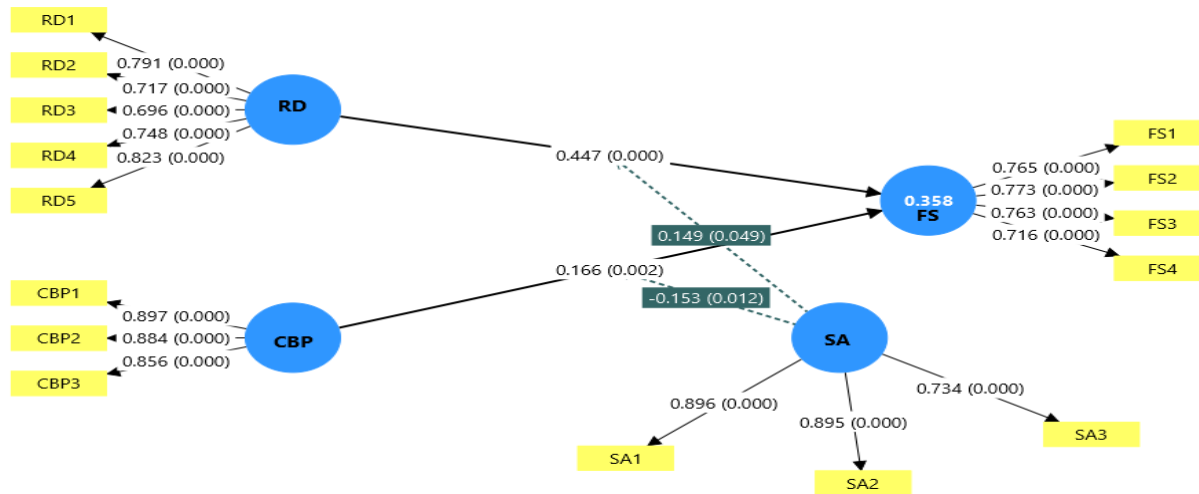 RD1
RD2
RD3
RD4
RD5
0.791 (0.000)
0.717 (0.000)
0.696 (0.000)
0.748 (0.000)
0.823 (0.000)
RD
0.447 (0.000)
0.149 (0.049)
0.166 (0.002)
-0.153 (0.012)
0.358
FS
0.765 (0.000)
0.773 (0.000)
0.763 (0.000)
0.716 (0.000)
FS1
FS2
FS3
FS4
CBP1
CBP2
CBP3
0.897 (0.000)
0.884 (0.000)
0.856 (0.000)
CBP
SA
0.896 (0.000)
0.895 (0.000)
0.734 (0.000)
SA1
SA2
SA3